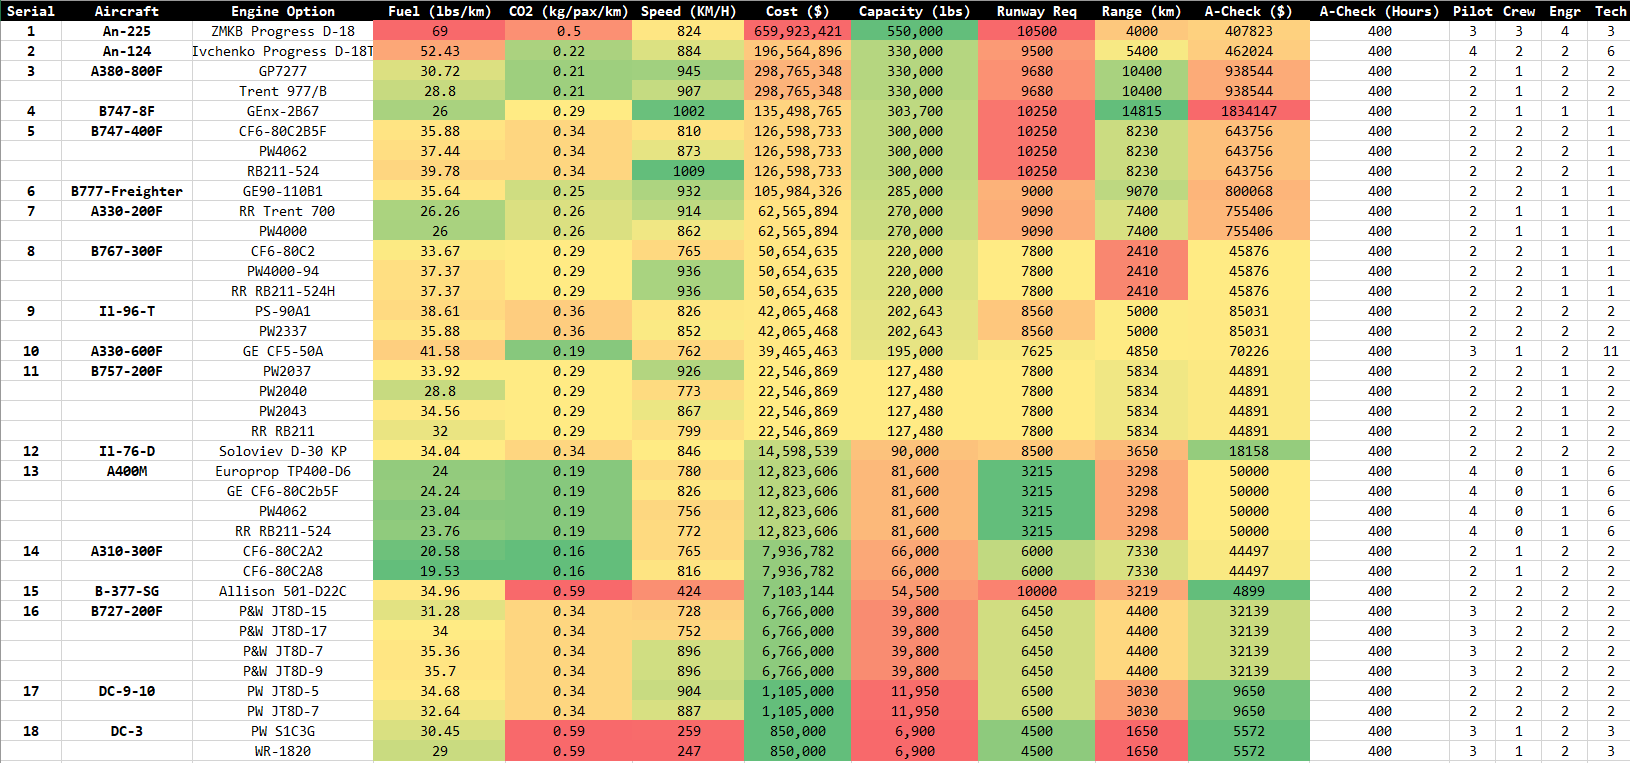 Serial Aircraft Engine Option Fuel (lbs/km) CO2 (kg/pax/km) Speed (KM/H) Cost ($) Capacity (lbs) Runway Req Range (km) A-Check ($) A-Check (Hours) Pilot Crew Engr Tech
1 An-225 ZMKB Progress D-18 69 0.5 824 659,923,421 550,000 10500 4000 407823 400 3 3 4 3
2 An-124 Ivchenko Progress D-18T 52.43 0.22 884 196,564,896 330,000 9500 5400 462024 400 4 2 2 6
3 A380-800F GP7277 30.72 0.21 945 298,765,348 330,000 9680 10400 938544 400 2 1 2 2
Trent 977/B 28.8 0.21 907 298,765,348 330,000 9680 10400 938544 400 2 1 2 2
4 B747-8F GEnx-2B67 26 0.29 1002 135,498,765 303,700 10250 14815 1834147 400 2 1 1 1
5 B747-400F CF6-80C2B5F 35.88 0.34 810 126,598,733 300,000 10250 8230 643756 400 2 2 2 1
PW4062 37.44 0.34 873 126,598,733 300,000 10250 8230 643756 400 2 2 2 1
RB211-524 39.78 0.34 1009 126,598,733 300,000 10250 8230 643756 400 2 2 2 1
6 B777-Freighter GE90-110B1 35.64 0.25 932 105,984,326 285,000 9000 9070 800068 400 2 2 1 1
7 A330-200F RR Trent 700 26.26 0.26 914 62,565,894 270,000 9090 7400 755406 400 2 1 1 1
PW4000 26 0.26 862 62,565,894 270,000 9090 7400 755406 400 2 1 1 1
8 B767-300F CF6-80C2 33.67 0.29 765 50,654,635 220,000 7800 2410 45876 400 2 2 1 1
PW4000-94 37.37 0.29 936 50,654,635 220,000 7800 2410 45876 400 2 2 1 1
RR RB211-524H 37.37 0.29 936 50,654,635 220,000 7800 2410 45876 400 2 2 1 1
9 Il-96-T PS-90A1 38.61 0.36 826 42,065,468 202,643 8560 5000 85031 400 2 2 2 2
PW2337 35.88 0.36 852 42,065,468 202,643 8560 5000 85031 400 2 2 2 2
10 A330-600F GE CF5-50A 41.58 0.19 762 39,465,463 195,000 7625 4850 70226 400 3 1 2 11
11 B757-200F PW2037 33.92 0.29 926 22,546,869 127,480 7800 5834 44891 400 2 2 1 2
PW2040 28.8 0.29 773 22,546,869 127,480 7800 5834 44891 400 2 2 1 2
PW2043 34.56 0.29 867 22,546,869 127,480 7800 5834 44891 400 2 2 1 2
RR RB211 32 0.29 799 22,546,869 127,480 7800 5834 44891 400 2 2 1 2
12 Il-76-D Soloviev D-30 KP 34.04 0.34 846 14,598,539 90,000 8500 3650 18158 400 2 2 2 2
13 A400M Europrop TP400-D6 24 0.19 780 12,823,606 81,600 3215 3298 50000 400 4 0 1 6
GE CF6-80C2b5F 24.24 0.19 826 12,823,606 81,600 3215 3298 50000 400 4 0 1 6
PW4062 23.04 0.19 756 12,823,606 81,600 3215 3298 50000 400 4 0 1 6
RR RB211-524 23.76 0.19 772 12,823,606 81,600 3215 3298 50000 400 4 0 1 6
14 A310-300F CF6-80C2A2 20.58 0.16 765 7,936,782 66,000 6000 7330 44497 400 2 1 2 2
CF6-80C2A8 19.53 0.16 816 7,936,782 66,000 6000 7330 44497 400 2 1 2 2
15 B-377-SG Allison 501-D22C 34.96 0.59 424 7,103,144 54,500 10000 3219 4899 400 2 2 2 2
16 B727-200F P&W JT8D-15 31.28 0.34 728 6,766,000 39,800 6450 4400 32139 400 3 2 2 2
P&W JT8D-17 34 0.34 752 6,766,000 39,800 6450 4400 32139 400 3 2 2 2
P&W JT8D-7 35.36 0.34 896 6,766,000 39,800 6450 4400 32139 400 3 2 2 2
P&W JT8D-9 35.7 0.34 896 6,766,000 39,800 6450 4400 32139 400 3 2 2 2
17 DC-9-10 PW JT8D-5 34.68 0.34 904 1,105,000 11,950 6500 3030 9650 400 2 2 2 2
PW JT8D-7 32.64 0.34 887 1,105,000 11,950 6500 3030 9650 400 2 2 2 2
18 DC-3 PW S1C3G 30.45 0.59 259 850,000 6,900 4500 1650 5572 400 3 1 2 3
WR-1820 29 0.59 247 850,000 6,900 4500 1650 5572 400 3 1 2 3